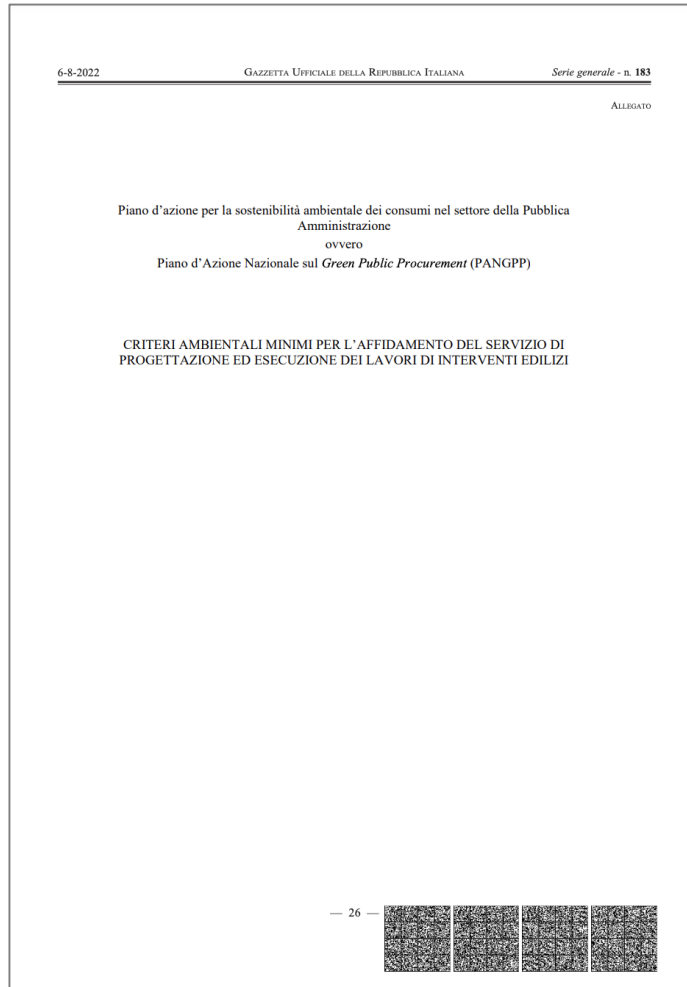 6-8-2022 GAZZETTA UFFICIALE DELLA REPUBBLICA ITALIANA Serie generale - n. 183
ALLEGATO
Piano d'azione per la sostenibilità ambientale dei consumi nel settore della Pubblica
Amministrazione
ovvero
Piano d'Azione Nazionale sul Green Public Procurement (PANGPP)
CRITERI AMBIENTALI MINIMI PER L'AFFIDAMENTO DEL SERVIZIO DI
PROGETTAZIONE ED ESECUZIONE DEI LAVORI DI INTERVENTI EDILIZI
— 26 —